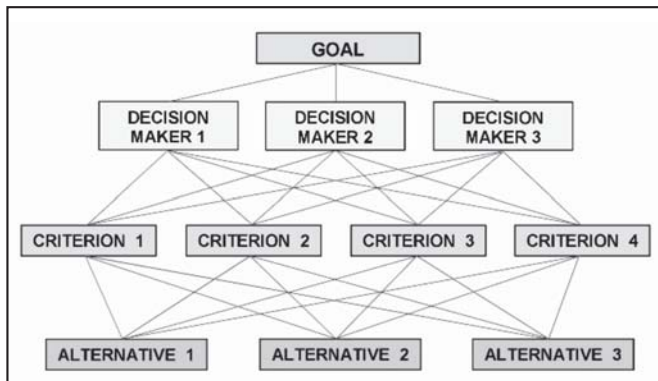 GOAL
DECISION
MAKER 1
DECISION
MAKER 2
DECISION
MAKER 3
CRITERION 1
CRITERION 2
CRITERION 3
CRITERION 4
ALTERNATIVE 1
ALTERNATIVE 2
ALTERNATIVE 3